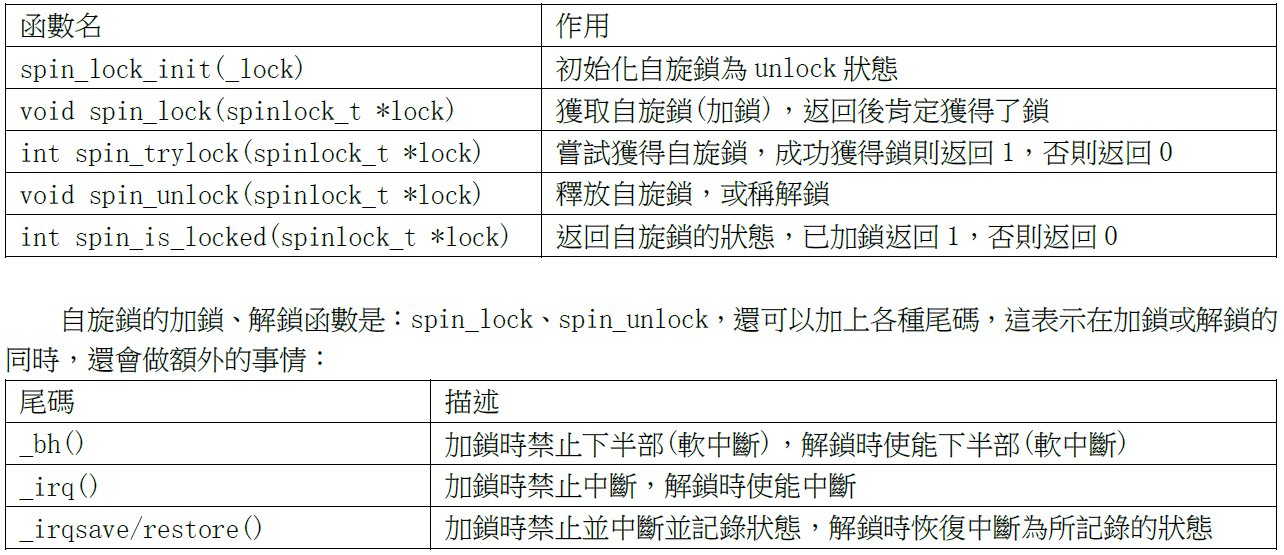 函數名 作用
spin_lock_init(_lock) 初始化自旋鎖為 unlock 狀態
void spin_lock(spinlock_t *lock) 獲取自旋鎖(加鎖)，返回後肯定獲得了鎖
int spin_trylock(spinlock_t *lock) 嘗試獲得自旋鎖，成功獲得鎖則返回 1，否則返回 0
void spin_unlock(spinlock_t *lock) 釋放自旋鎖，或稱解鎖
int spin_is_locked(spinlock_t *lock) 返回自旋鎖的狀態，已加鎖返回 1，否則返回 0
自旋鎖的加鎖、解鎖函數是：spin_lock、spin_unlock，還可以加上各種尾碼，這表示在加鎖或解鎖的
同時，還會做額外的事情：
尾碼 描述
_bh() 加鎖時禁止下半部(軟中斷)，解鎖時使能下半部(軟中斷)
_irq() 加鎖時禁止中斷，解鎖時使能中斷
_irqsave/restore() 加鎖時禁止並中斷並記錄狀態，解鎖時恢復中斷為所記錄的狀態